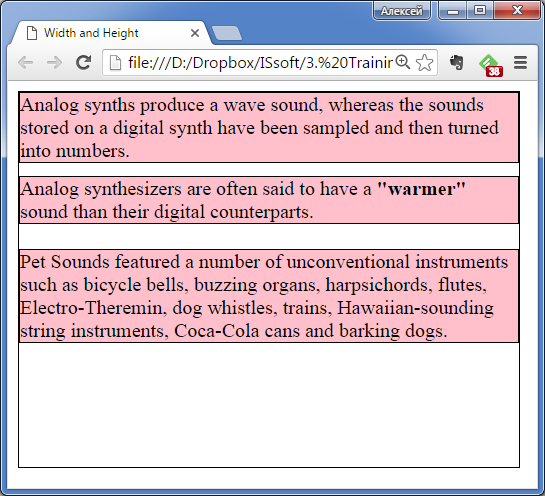 Алексей
Width and Height
file:///D:/Dropbox/ISsoft/3.%20Trainir
38
Analog synths produce a wave sound, whereas the sounds
stored on a digital synth have been sampled and then turned
into numbers.
Analog synthesizers are often said to have a "warmer"
sound than their digital counterparts.
Pet Sounds featured a number of unconventional instruments
such as bicycle bells, buzzing organs, harpsichords, flutes,
Electro-Theremin, dog whistles, trains, Hawaiian-sounding
string instruments, Coca-Cola cans and barking dogs.